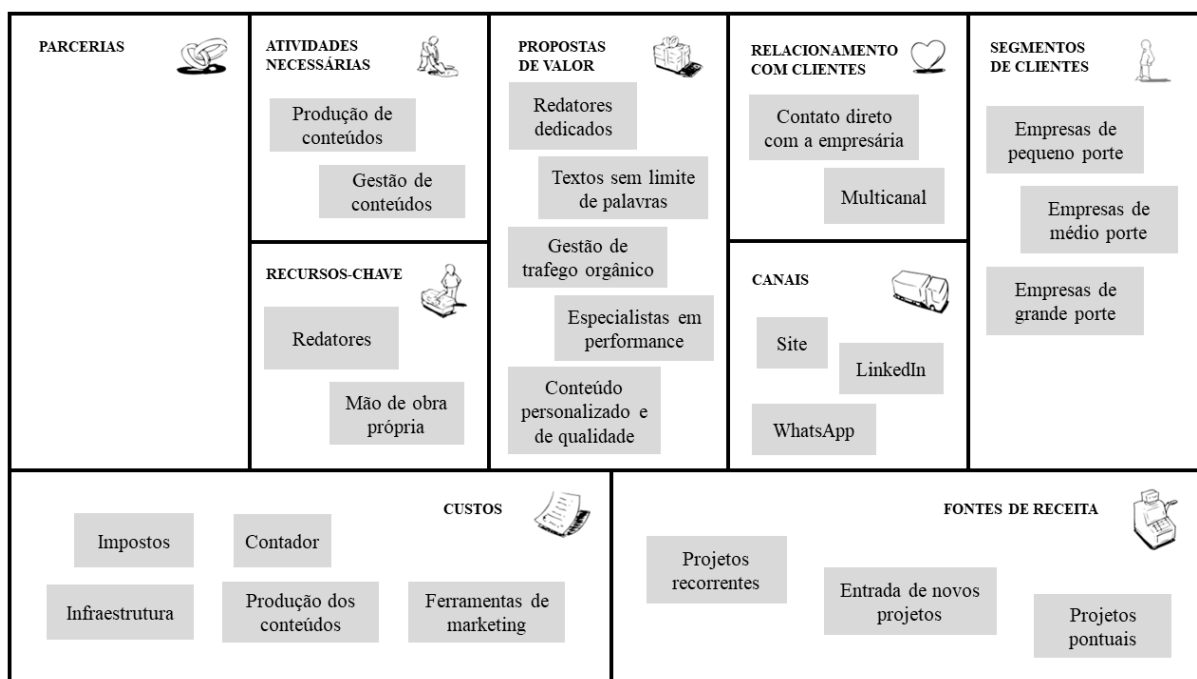 PARCERIAS
ATIVIDADES
NECESSÁRIAS
Produção de
conteúdos
Gestão de
conteúdos
RECURSOS-CHAVE
Redatores
Mão de obra
própria
PROPOSTAS
DE VALOR
Redatores
dedicados
Textos sem limite
de palavras
Gestão de
trafego orgânico
Especialistas em
performance
Conteúdo
personalizado e
de qualidade
RELACIONAMENTO
COM CLIENTES
Contato direto
com a empresária
Multicanal
CANAIS
Site
LinkedIn
WhatsApp
SEGMENTOS
DE CLIENTES
Empresas de
pequeno porte
Empresas de
médio porte
Empresas de
grande porte
CUSTOS
Impostos
Contador
Infraestrutura
Produção dos
conteúdos
Ferramentas de
marketing
FONTES DE RECEITA
Projetos
recorrentes
Entrada de novos
projetos
Projetos
pontuais